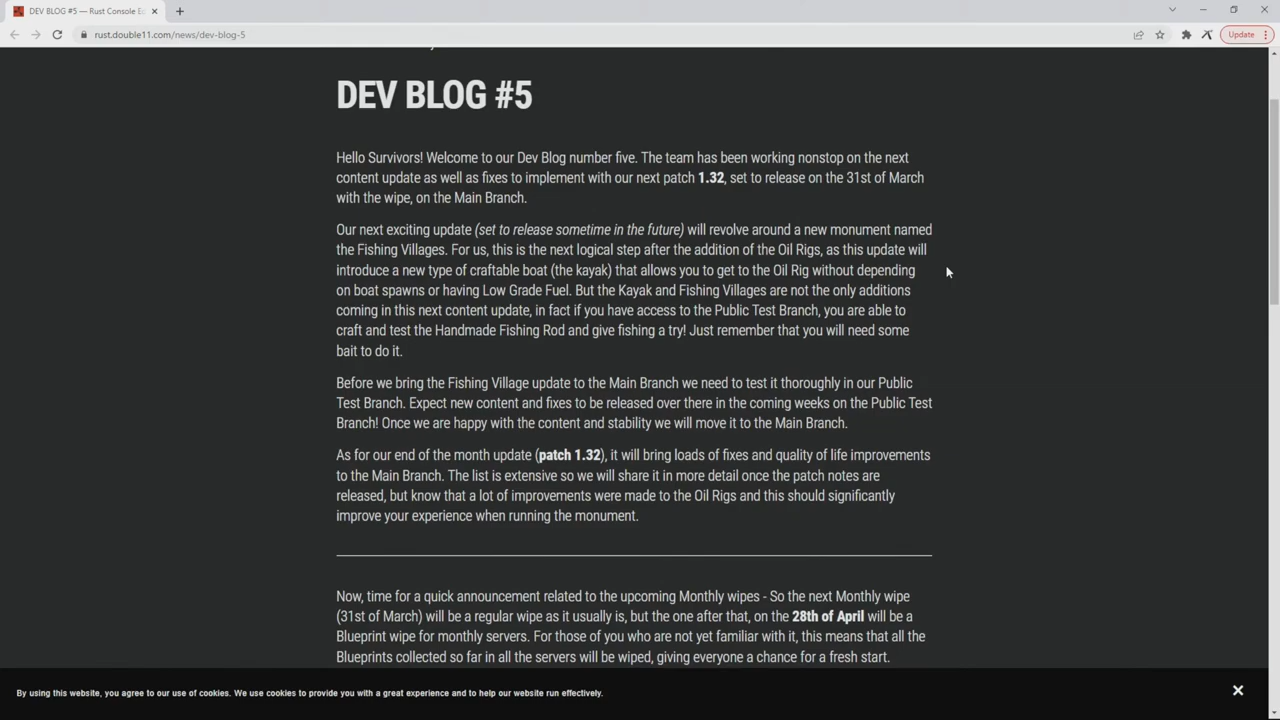 DEV BLOG #5 — Rust Console Ed
rust.double11.com/news/dev-blog-5
Update
DEV BLOG #5
Hello Survivors! Welcome to our Dev Blog number five. The team has been working nonstop on the next
content update as well as fixes to implement with our next patch 1.32, set to release on the 31st of March
with the wipe, on the Main Branch.
Our next exciting update (set to release sometime in the future) will revolve around a new monument named
the Fishing Villages. For us, this is the next logical step after the addition of the Oil Rigs, as this update will
introduce a new type of craftable boat (the kayak) that allows you to get to the Oil Rig without depending
on boat spawns or having Low Grade Fuel. But the Kayak and Fishing Villages are not the only additions
coming in this next content update, in fact if you have access to the Public Test Branch, you are able to
craft and test the Handmade Fishing Rod and give fishing a try! Just remember that you will need some
bait to do it.
Before we bring the Fishing Village update to the Main Branch we need to test it thoroughly in our Public
Test Branch. Expect new content and fixes to be released over there in the coming weeks on the Public Test
Branch! Once we are happy with the content and stability we will move it to the Main Branch.
As for our end of the month update (patch 1.32), it will bring loads of fixes and quality of life improvements
to the Main Branch. The list is extensive so we will share it in more detail once the patch notes are
released, but know that a lot of improvements were made to the Oil Rigs and this should significantly
improve your experience when running the monument.
Now, time for a quick announcement related to the upcoming Monthly wipes - So the next Monthly wipe
(31st of March) will be a regular wipe as it usually is, but the one after that, on the 28th of April will be a
Blueprint wipe for monthly servers. For those of you who are not yet familiar with it, this means that all the
Blueprints collected so far in all the servers will be wiped, giving everyone a chance for a fresh start.
By using this website, you agree to our use of cookies. We use cookies to provide you with a great experience and to help our website run effectively.